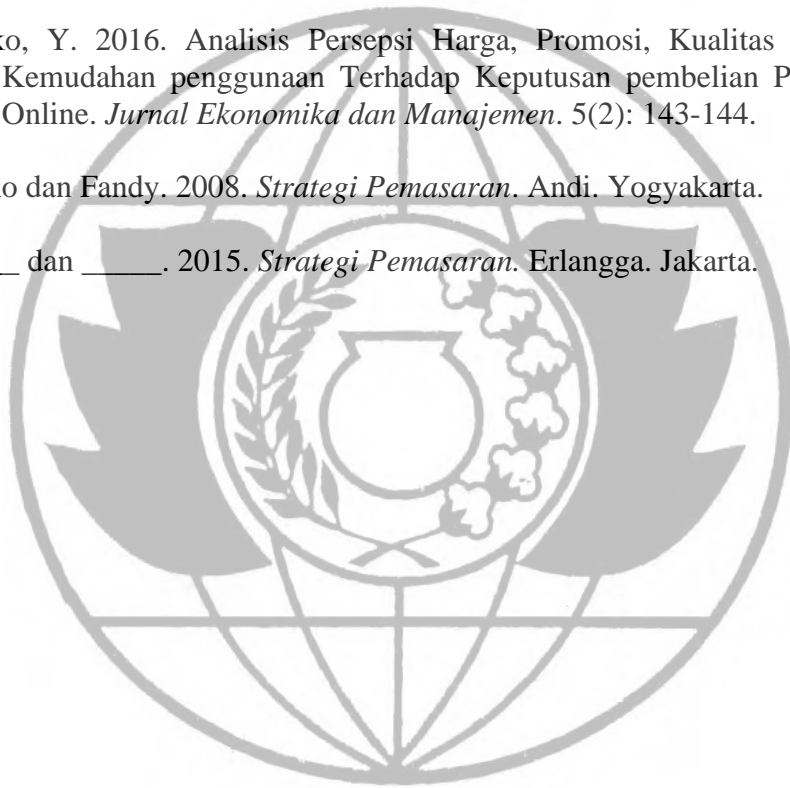 ko, Y. 2016. Analisis Persepsi Harga, Promosi, Kualitas
Kemudahan penggunaan Terhadap Keputusan pembelian P
Online. Jurnal Ekonomika dan Manajemen. 5(2): 143-144.
o dan Fandy. 2008. Strategi Pemasaran. Andi. Yogyakarta.
__ dan _____. 2015. Strategi Pemasaran. Erlangga. Jakarta.